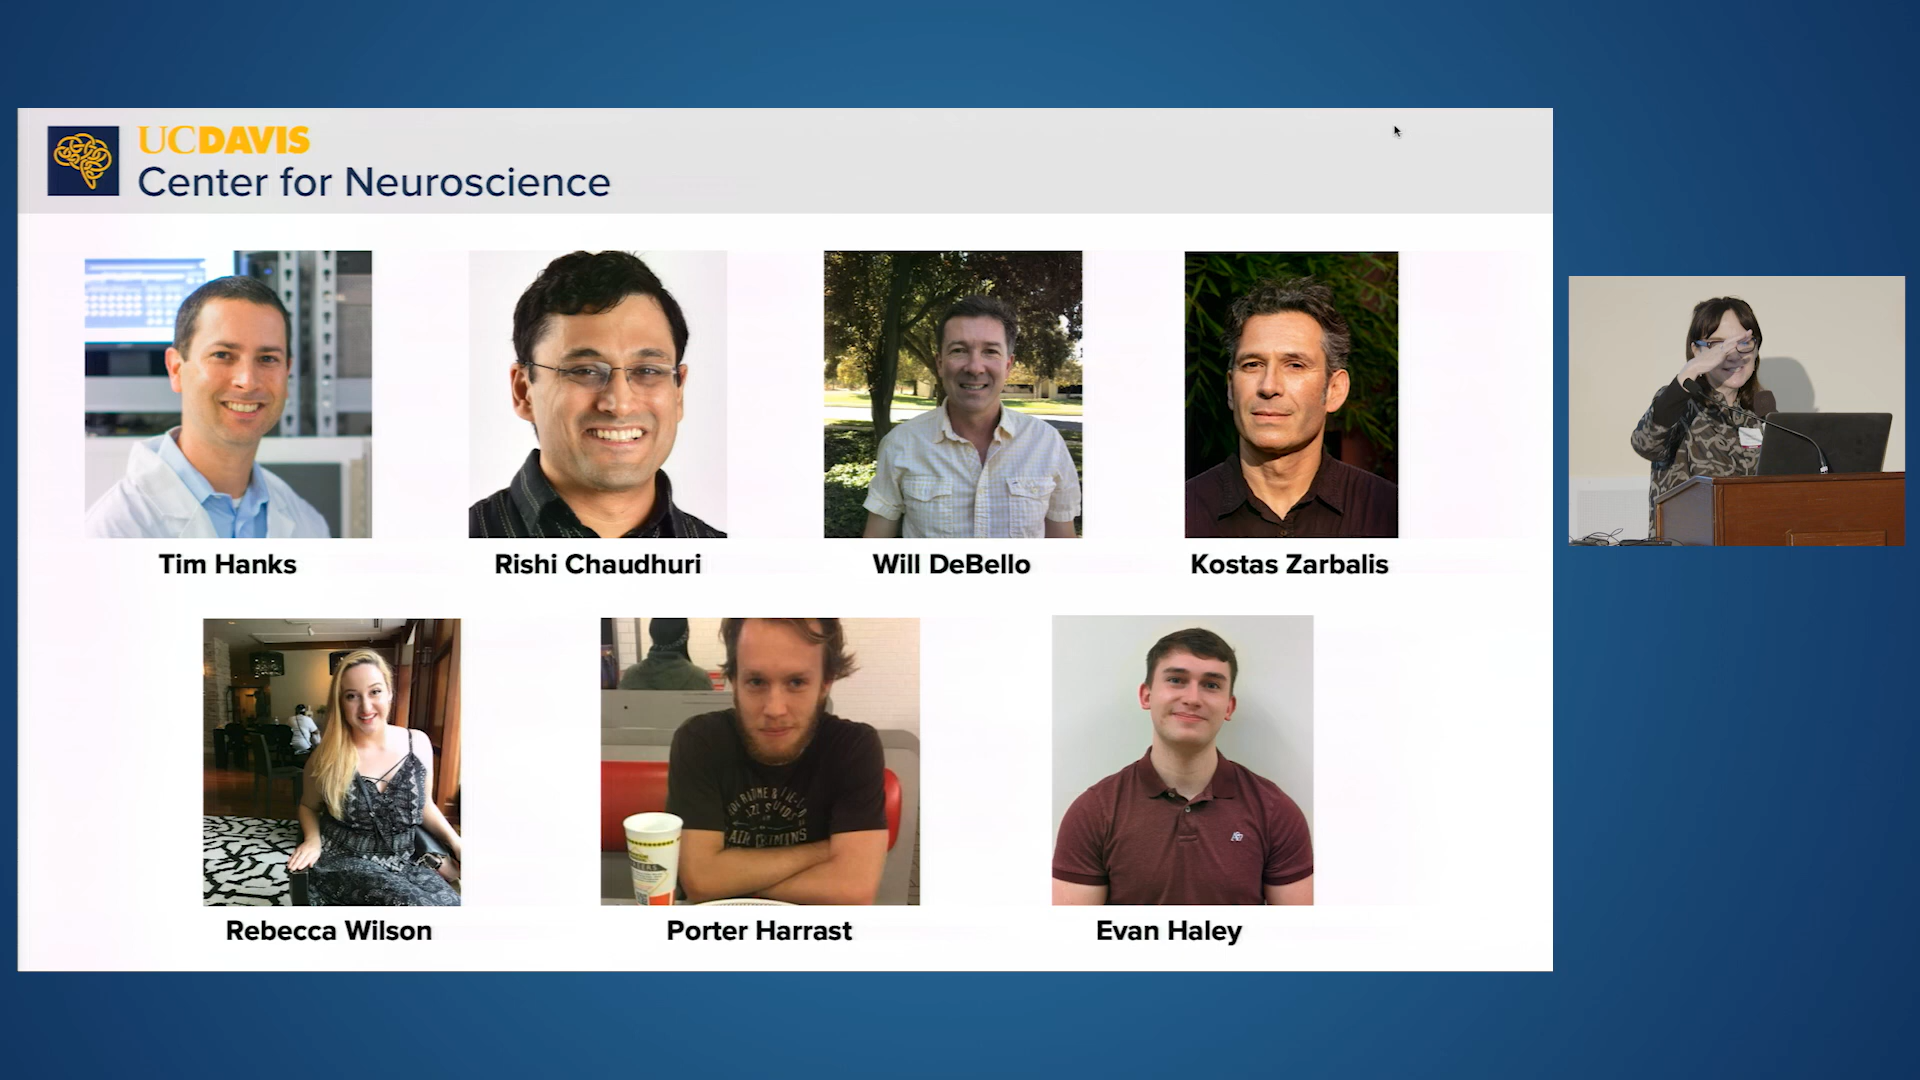 UCDAVIS
Center for Neuroscience
Tim Hanks
Rishi Chaudhuri
Will DeBello
Kostas Zarbalis
Rebecca Wilson
Porter Harrast
Evan Haley